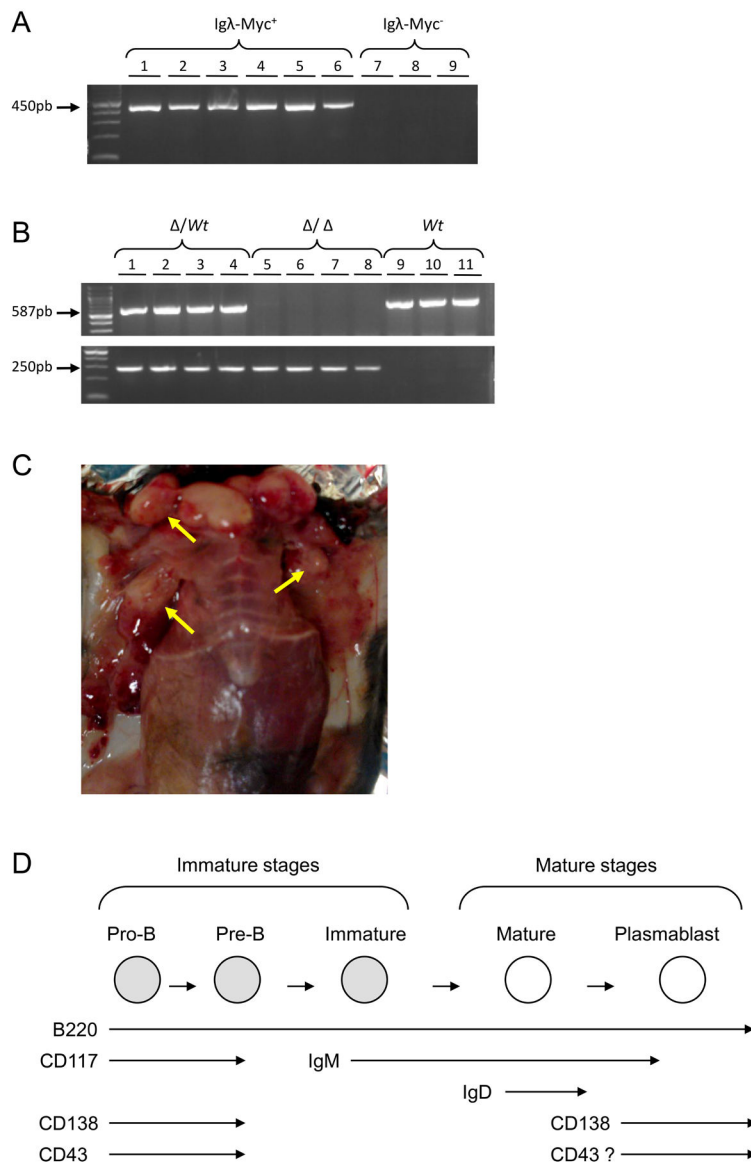 A
Igλ-Myc⁺ Igλ-Myc⁻
1 2 3 4 5 6 7 8 9
450pb
B
Δ/Wt Δ/ Δ Wt
1 2 3 4 5 6 7 8 9 10 11
587pb
250pb
C
D
Immature stages Mature stages
Pro-B Pre-B Immature Mature Plasmablast
B220
CD117 IgM
IgD
CD138 CD138
CD43 CD43 ?